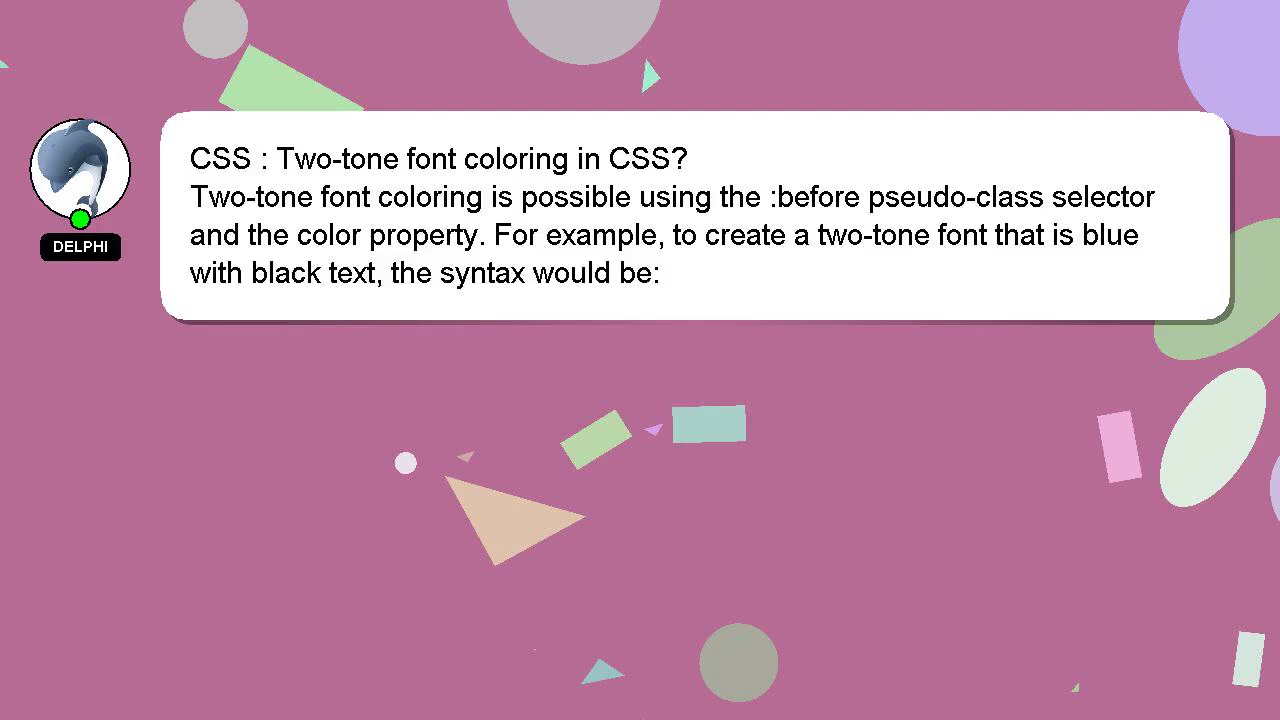 CSS : Two-tone font coloring in CSS?
Two-tone font coloring is possible using the :before pseudo-class selector
and the color property. For example, to create a two-tone font that is blue
with black text, the syntax would be:
DELPHI